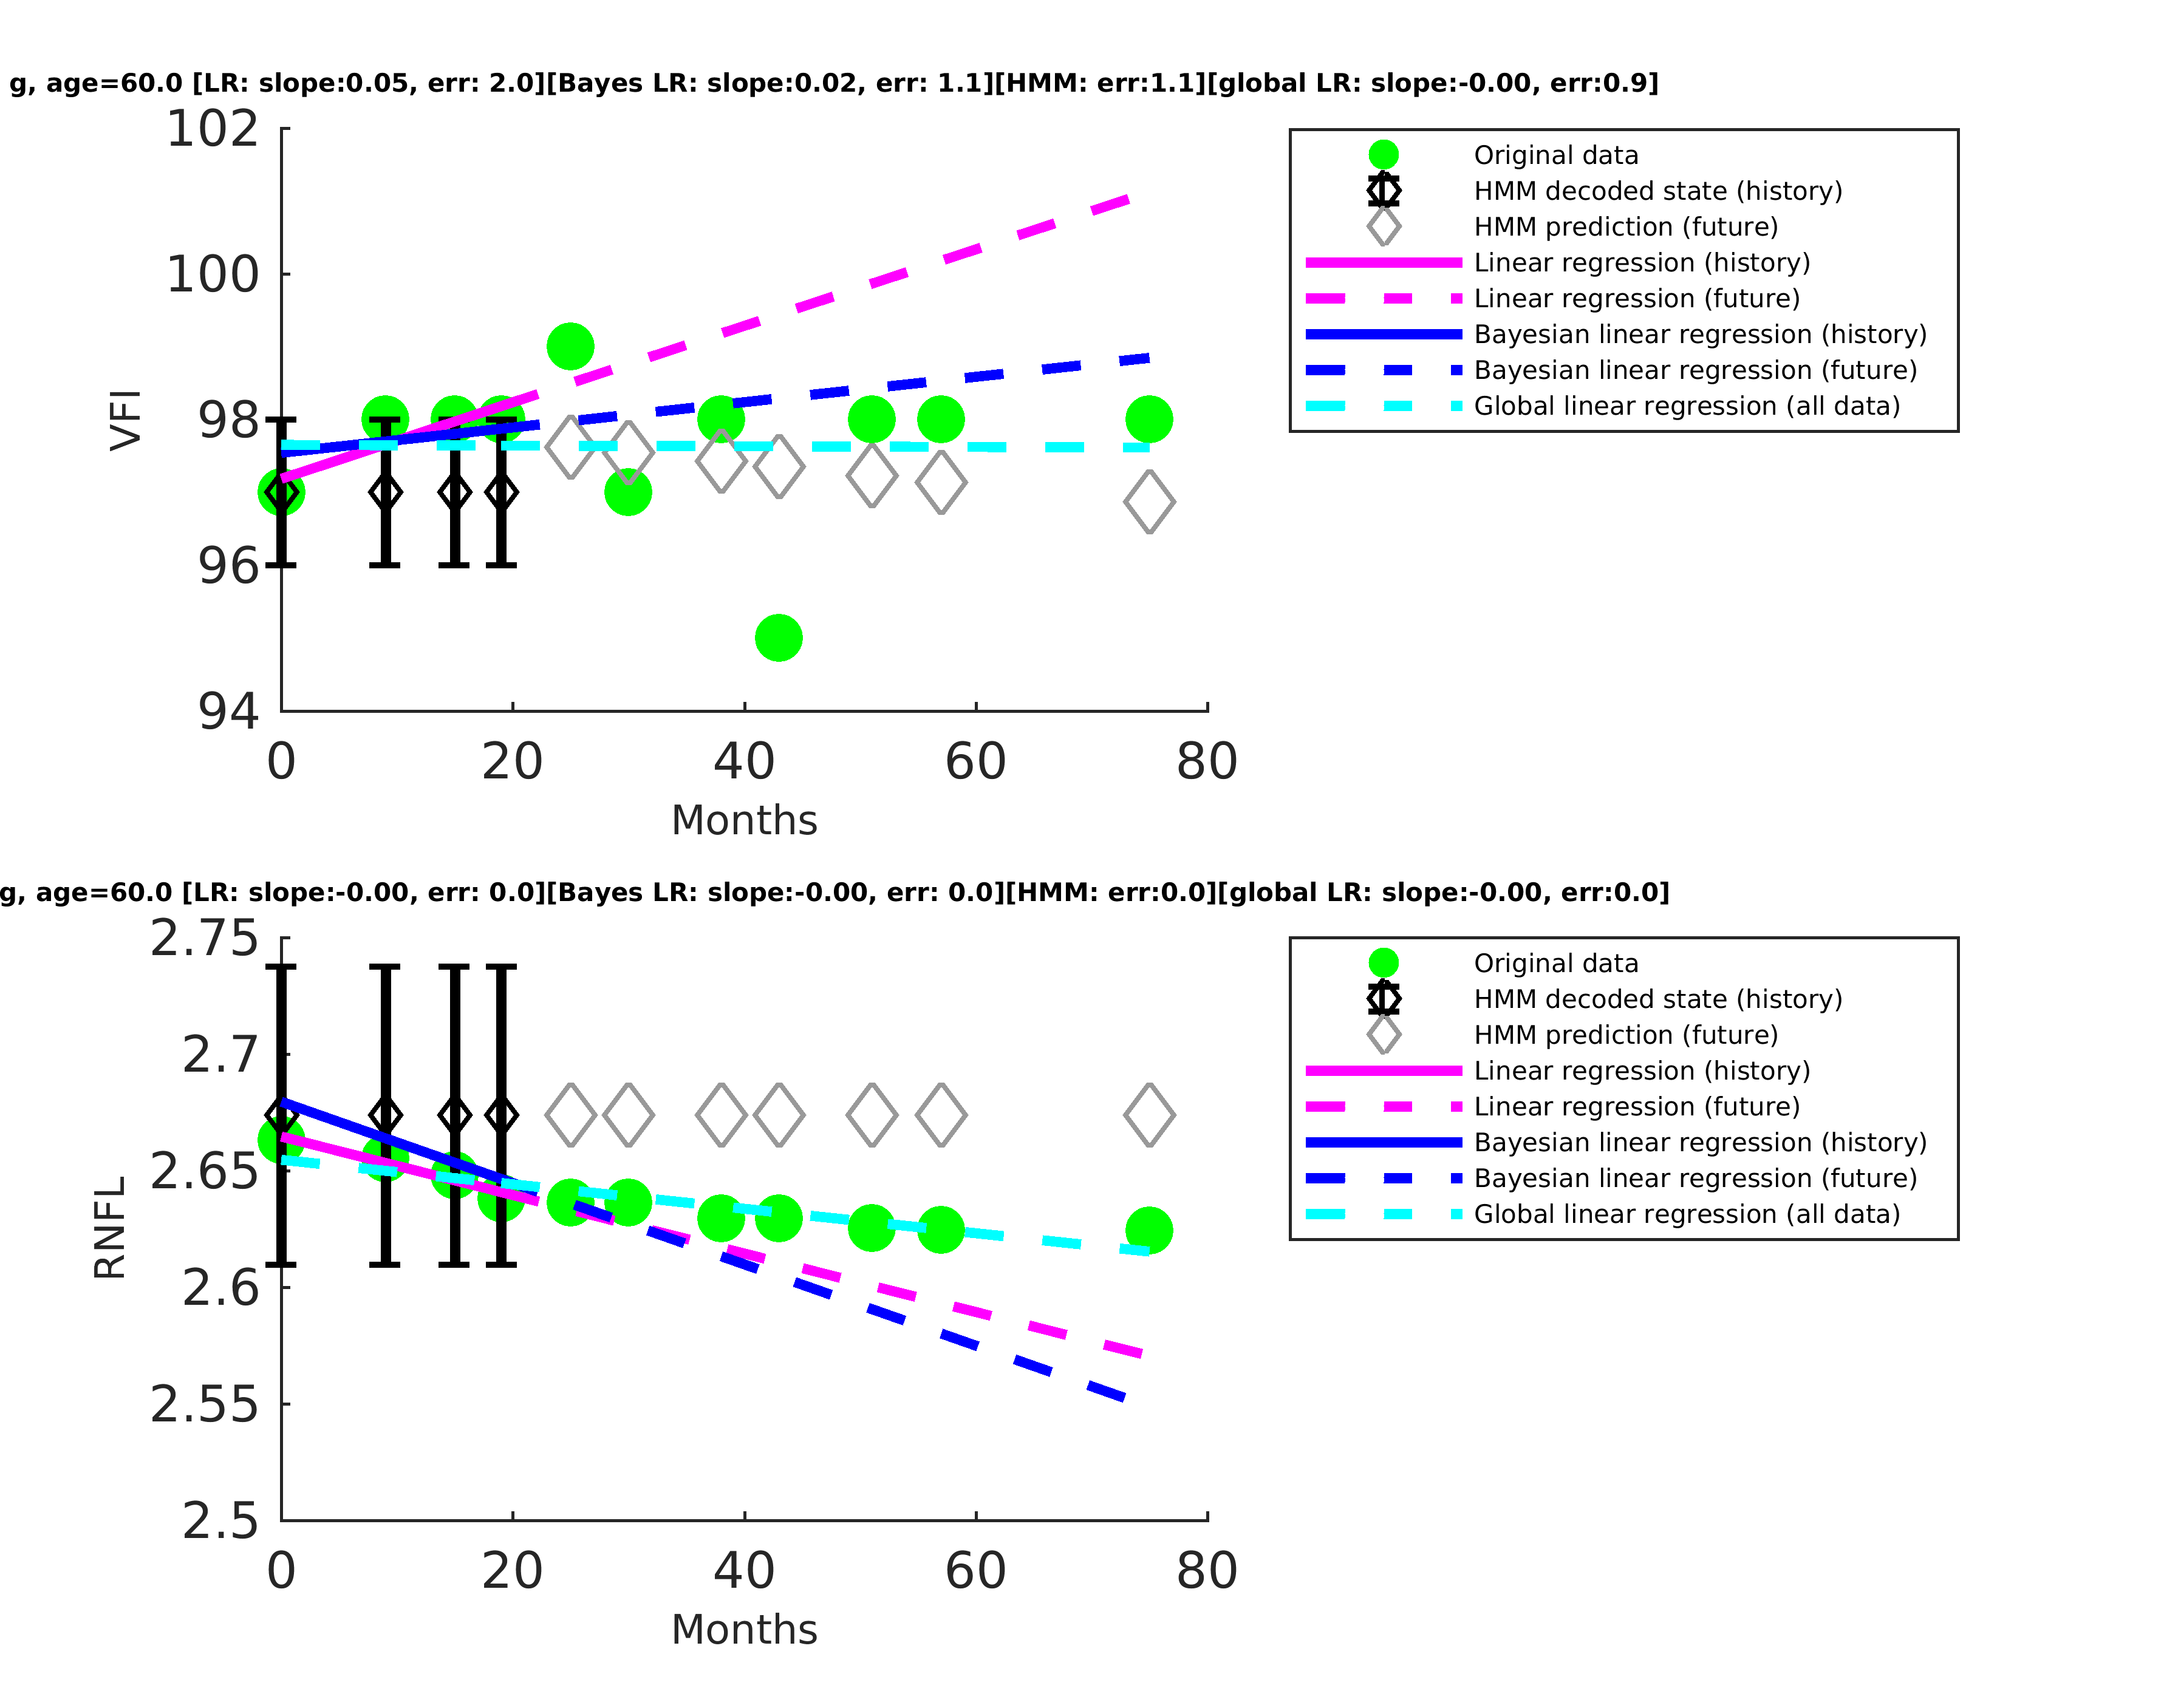 g, age=60.0 [LR: slope:0.05, err: 2.0][Bayes LR: slope:0.02, err: 1.1][HMM: err:1.1][global LR: slope:-0.00, err:0.9]
102
100
98
96
94
VFI
0 20 40 60 80
Months
Original data
HMM decoded state (history)
HMM prediction (future)
Linear regression (history)
Linear regression (future)
Bayesian linear regression (history)
Bayesian linear regression (future)
Global linear regression (all data)
g, age=60.0 [LR: slope:-0.00, err: 0.0][Bayes LR: slope:-0.00, err: 0.0][HMM: err:0.0][global LR: slope:-0.00, err:0.0]
2.75
2.7
2.65
2.6
2.55
2.5
RNFL
0 20 40 60 80
Months
Original data
HMM decoded state (history)
HMM prediction (future)
Linear regression (history)
Linear regression (future)
Bayesian linear regression (history)
Bayesian linear regression (future)
Global linear regression (all data)